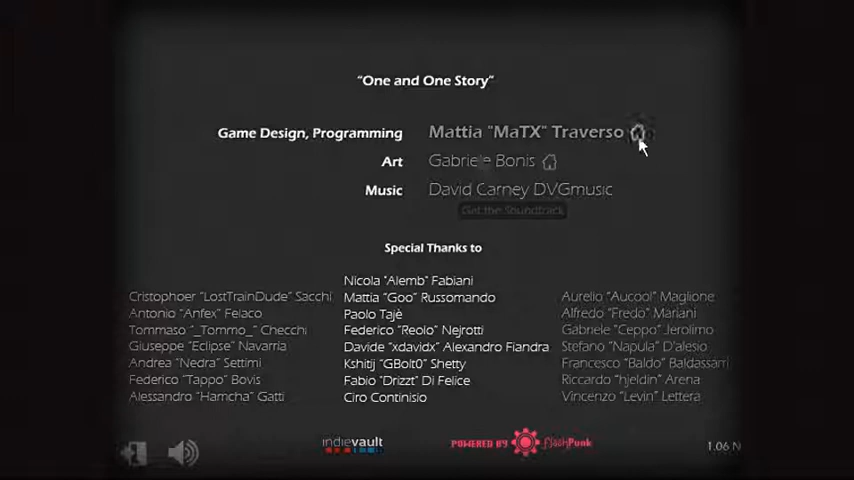 "One and One Story"
Game Design, Programming Mattia "MaTX" Traverso
Art Gabriele Bonis
Music David Carney DVGmusic
Get the Soundtrack
Special Thanks to
Nicola "Alemb" Fabiani
Cristophoer "LostTrainDude" Sacchi Mattia "Goo" Russomando Aurelio "Aucool" Maglione
Antonio "Anfex" Felaco Paolo Tajè Alfredo "Fredo" Mariani
Tommaso "_Tommo_" Checchi Federico "Reolo" Nejrotti Gabriele "Ceppo" Jerolimo
Giuseppe "Eclipse" Navarria Davide "xdavidx" Alexandro Fiandra Stefano "Napula" D'alesio
Andrea "Nedra" Settimi Kshitij "GBolt0" Shetty Francesco "Baldo" Baldassarri
Federico "Tappo" Bovis Fabio "Drizzt" Di Felice Riccardo "hjeldin" Arena
Alessandro "Hamcha" Gatti Ciro Continisio Vincenzo "Levin" Lettera
indievault POWERED BY FlashPunk 1.06 N